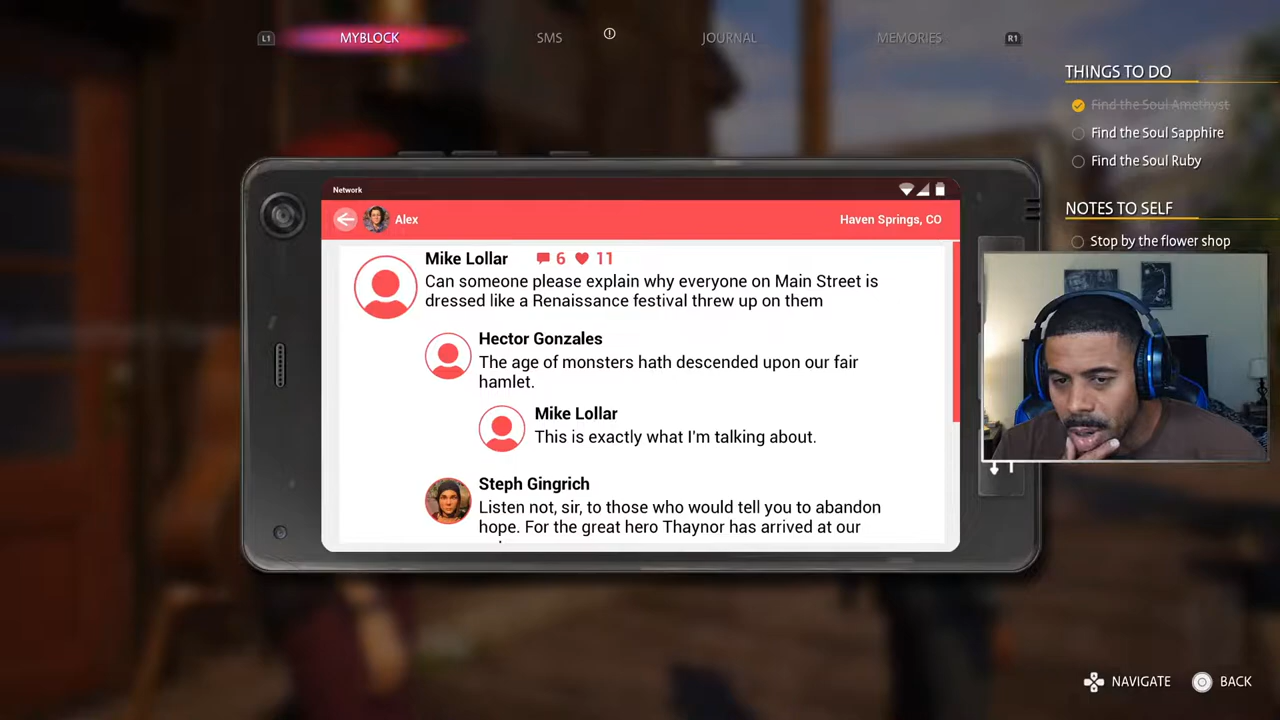 L1
MYBLOCK
SMS
JOURNAL
MEMORIES
R1
THINGS TO DO
Find the Soul Amethyst
Find the Soul Sapphire
Find the Soul Ruby
NOTES TO SELF
Stop by the flower shop
Network
Alex
Haven Springs, CO
Mike Lollar 6 11
Can someone please explain why everyone on Main Street is
dressed like a Renaissance festival threw up on them
Hector Gonzales
The age of monsters hath descended upon our fair
hamlet.
Mike Lollar
This is exactly what I'm talking about.
Steph Gingrich
Listen not, sir, to those who would tell you to abandon
hope. For the great hero Thaynor has arrived at our
NAVIGATE
BACK